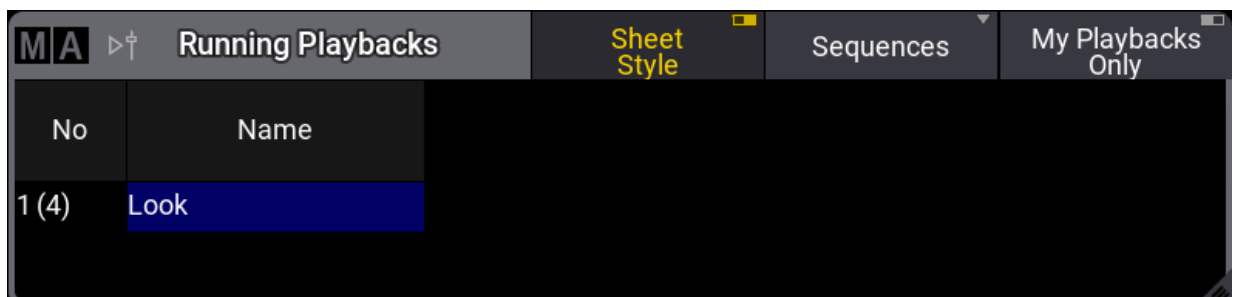 MA Running Playbacks
Sheet
Style
Sequences
My Playbacks
Only
No Name
1 (4) Look